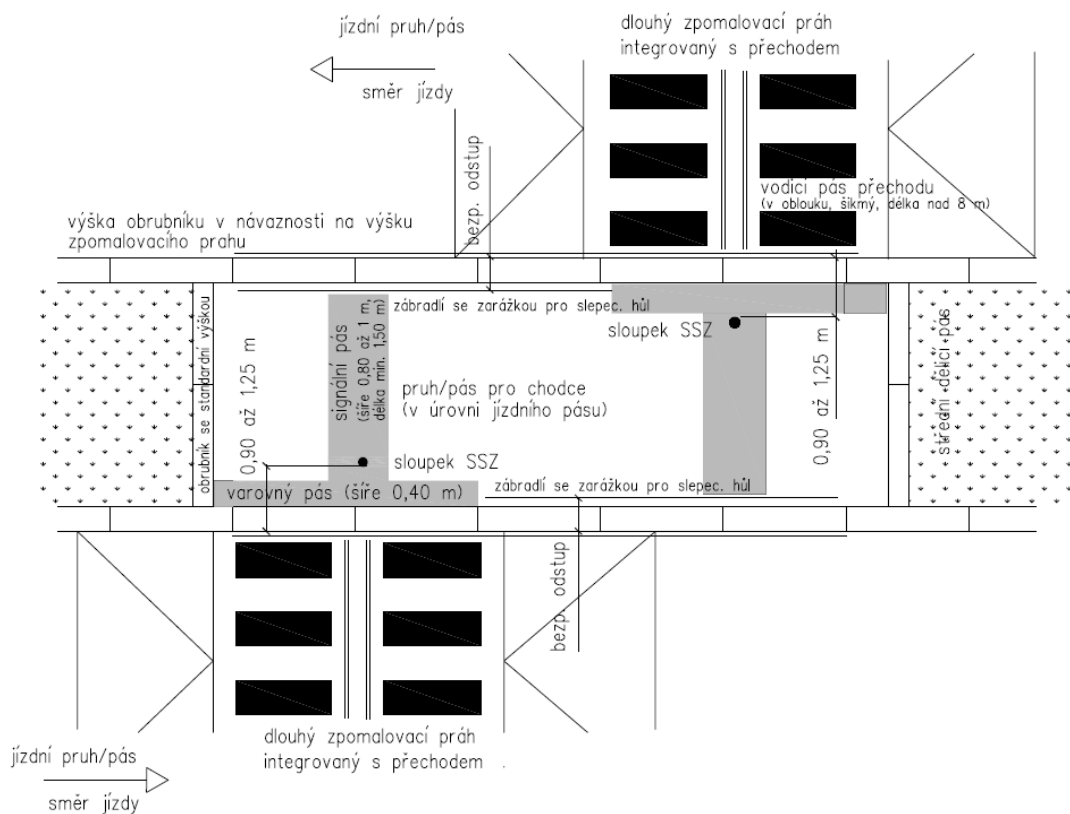 jízdní pruh/pás
směr jízdy
dlouhý zpomalovací práh
integrovaný s přechodem
bezp. odstup
vodicí pás přechodu
(v oblouku, šikmý, délka nad 8 m)
výška obrubníku v návaznosti na výšku
zpomalovacího prahu
obrubník se standardní výškou
0,90 až 1,25 m
signální pás
(šíře 0,80 až 1 m,
délka min. 1,50 m)
zábradlí se zarážkou pro slepec. hůl
sloupek SSZ
pruh/pás pro chodce
(v úrovni jízdního pásu)
0,90 až 1,25 m
střední dělicí pás
sloupek SSZ
varovný pás (šíře 0,40 m)
zábradlí se zarážkou pro slepec. hůl
bezp. odstup
dlouhý zpomalovací práh
integrovaný s přechodem .
jízdní pruh/pás
směr jízdy